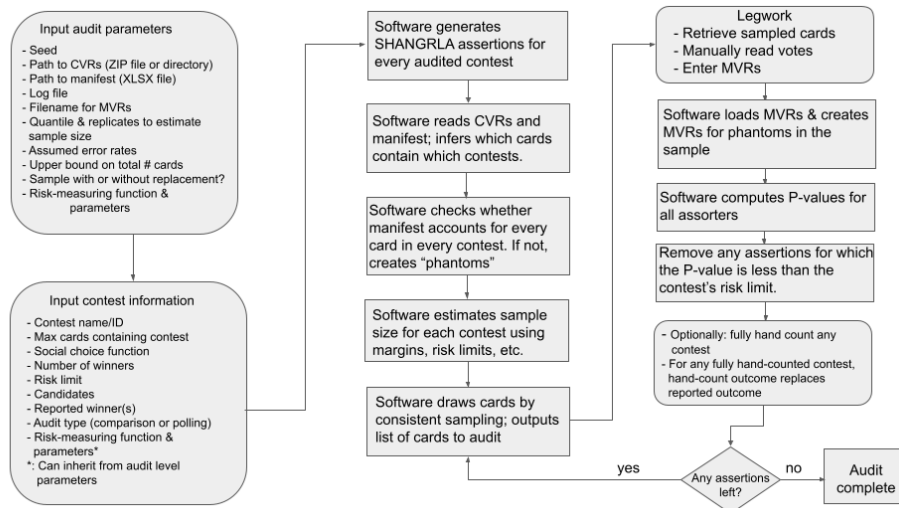 Input audit parameters
- Seed
- Path to CVRs (ZIP file or directory)
- Path to manifest (XLSX file)
- Log file
- Filename for MVRs
- Quantile & replicates to estimate
sample size
- Assumed error rates
- Upper bound on total # cards
- Sample with or without replacement?
- Risk-measuring function &
parameters
Input contest information
- Contest name/ID
- Max cards containing contest
- Social choice function
- Number of winners
- Risk limit
- Candidates
- Reported winner(s)
- Audit type (comparison or polling)
- Risk-measuring function &
parameters*
*: Can inherit from audit level
parameters
Software generates
SHANGRLA assertions for
every audited contest
Software reads CVRs and
manifest; infers which cards
contain which contests.
Software checks whether
manifest accounts for every
card in every contest. If not,
creates “phantoms”
Software estimates sample
size for each contest using
margins, risk limits, etc.
Software draws cards by
consistent sampling; outputs
list of cards to audit
Legwork
- Retrieve sampled cards
- Manually read votes
- Enter MVRs
Software loads MVRs & creates
MVRs for phantoms in the
sample
Software computes P-values for
all assorters
Remove any assertions for which
the P-value is less than the
contest’s risk limit.
- Optionally: fully hand count any
contest
- For any fully hand-counted contest,
hand-count outcome replaces
reported outcome
yes
Any assertions
left?
no
Audit
complete